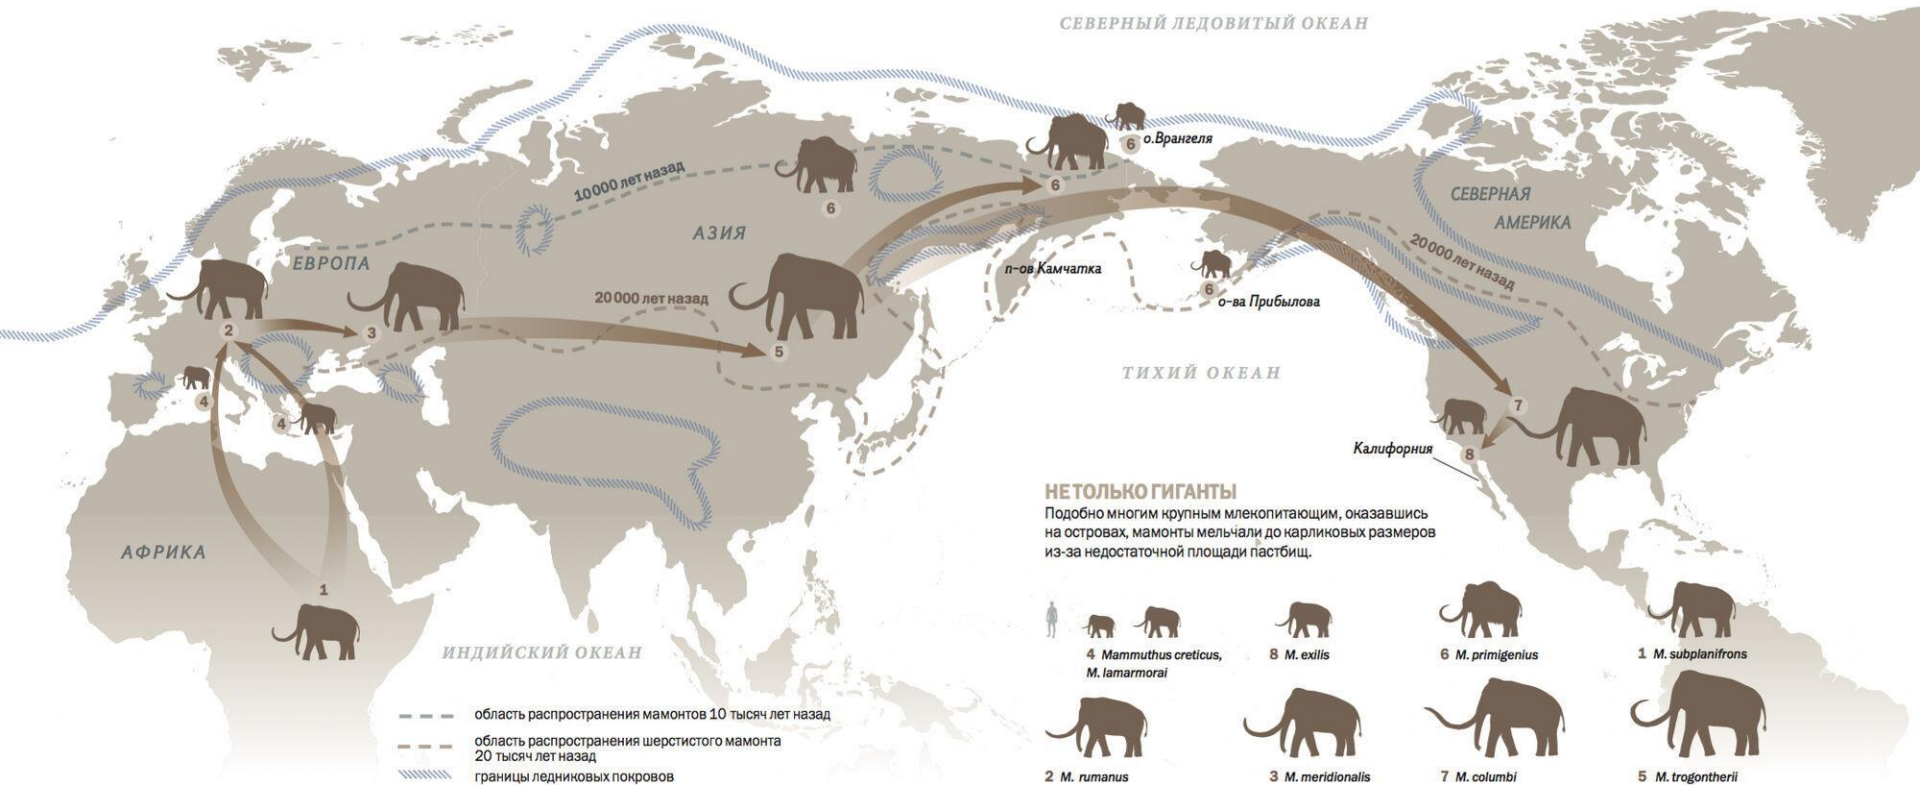 СЕВЕРНЫЙ ЛЕДОВИТЫЙ ОКЕАН
6
о.Врангеля
10 000 лет назад
6
6
СЕВЕРНАЯ
АМЕРИКА
АЗИЯ
ЕВРОПА
20 000 лет назад
п-ов Камчатка
6
о-ва Прибылова
20 000 лет назад
2
3
5
ТИХИЙ ОКЕАН
4
4
7
8
Калифорния
АФРИКА
1
ИНДИЙСКИЙ ОКЕАН
НЕ ТОЛЬКО ГИГАНТЫ
Подобно многим крупным млекопитающим, оказавшись
на островах, мамонты мельчали до карликовых размеров
из-за недостаточной площади пастбищ.
4 Mammuthus creticus,
M. lamarmorai
8 M. exilis
6 M. primigenius
1 M. subplanifrons
2 M. rumanus
3 M. meridionalis
7 M. columbi
5 M. trogontherii
область распространения мамонтов 10 тысяч лет назад
область распространения шерстистого мамонта
20 тысяч лет назад
границы ледниковых покровов